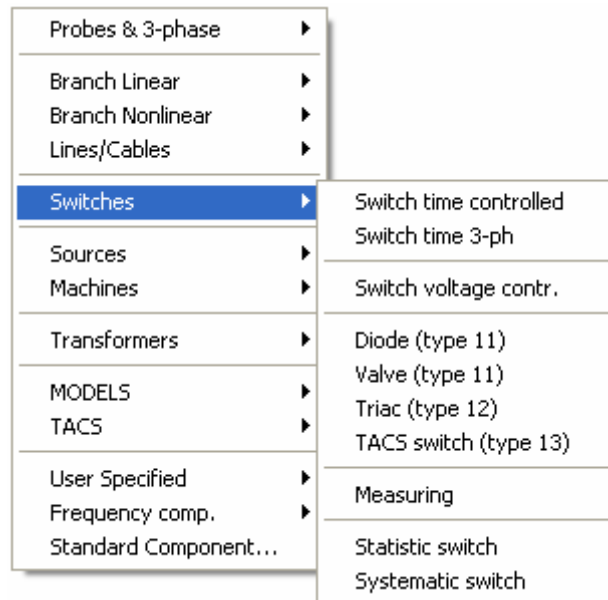 Probes & 3-phase
Branch Linear
Branch Nonlinear
Lines/Cables
Switches
Sources
Machines
Transformers
MODELS
TACS
User Specified
Frequency comp.
Standard Component...
Switch time controlled
Switch time 3-ph
Switch voltage contr.
Diode (type 11)
Valve (type 11)
Triac (type 12)
TACS switch (type 13)
Measuring
Statistic switch
Systematic switch